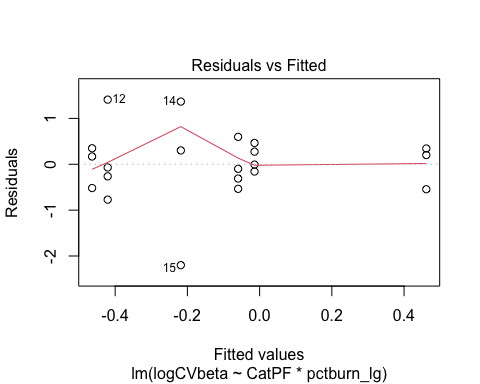 Residuals vs Fitted
12
14
15
1
0
-1
-2
Residuals
-0.4 -0.2 0.0 0.2 0.4
Fitted values
lm(logCVbeta ~ CatPF * pctburn_lg)